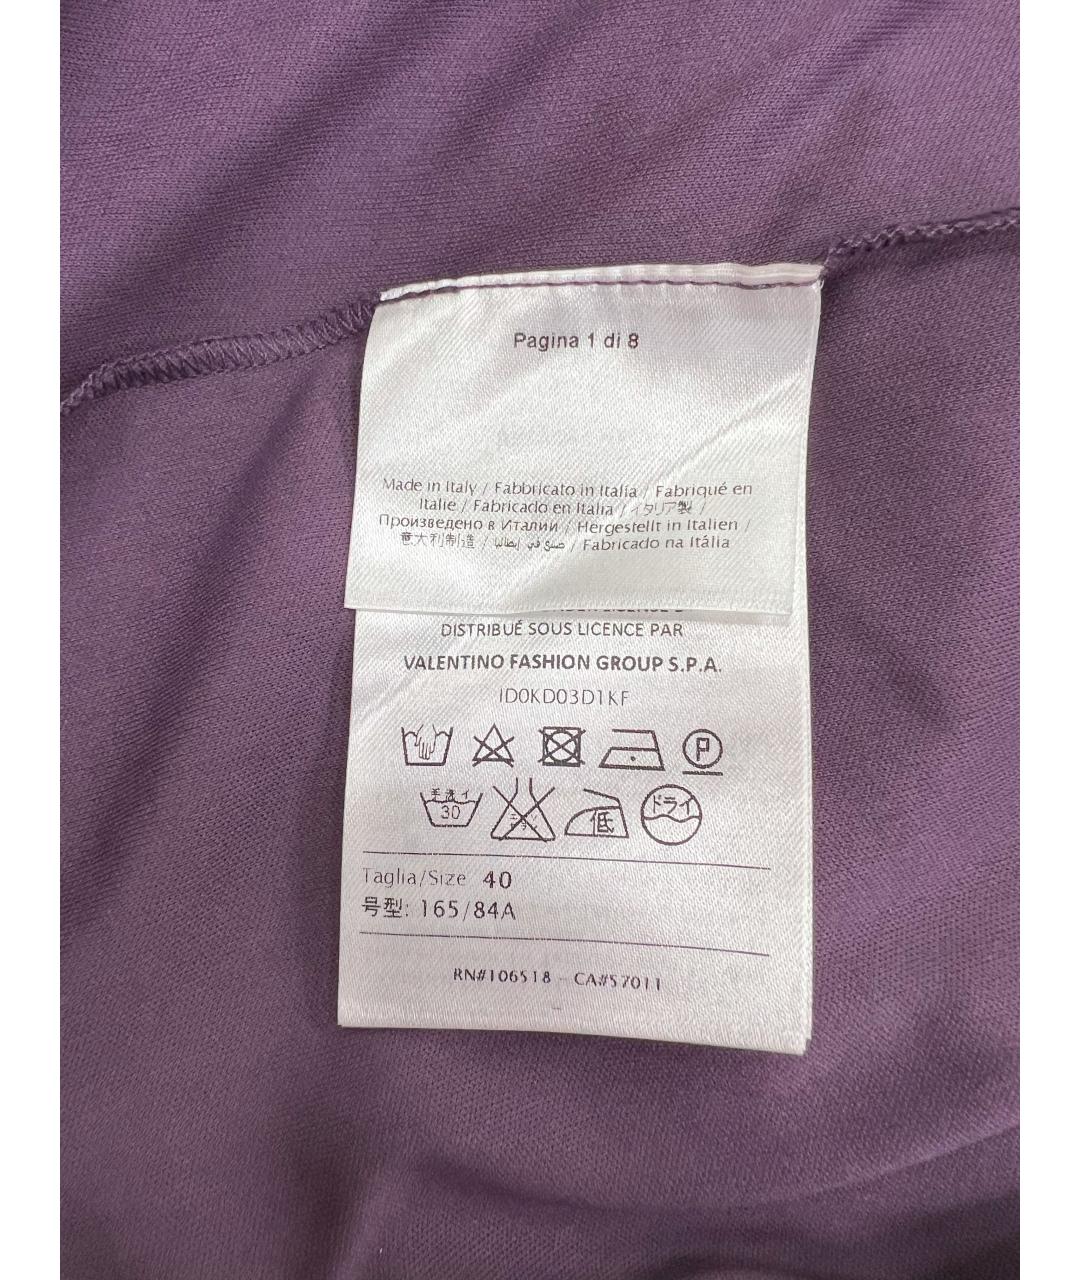 Pagina 1 di 8
Made in Italy / Fabbricato in Italia / Fabriqué en
Italie / Fabricado en Italia / イタリア製 /
Произведено в Италии / Hergestellt in Italien /
意大利制造 / صنع في إيطاليا / Fabricado na Itália
DISTRIBUÉ SOUS LICENCE PAR
VALENTINO FASHION GROUP S.P.A.
ID0KD03D1KF
P
手洗イ
30
低
ドライ
Taglia/Size 40
号型: 165/84A
RN#106518 - CA#57011